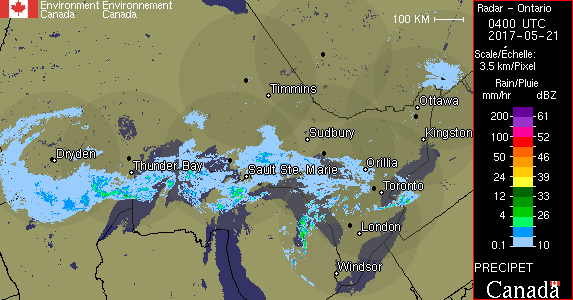 Environment Environnement
Canada Canada
100 KM
Timmins
Ottawa
Sudbury
Kingston
Dryden
Thunder Bay
Sault Ste. Marie
Orillia
Toronto
London
Windsor
Radar - Ontario
0400 UTC
2017-05-21
Scale/Échelle:
3.5 km/Pixel
Rain/Pluie
mm/hr dBZ
200 61
100 52
50 46
24 39
12 33
4 26
0.1 10
PRECIPET
Canada